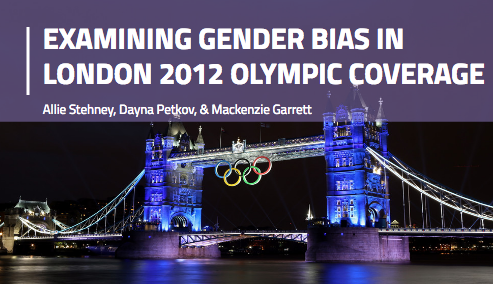 EXAMINING GENDER BIAS IN
LONDON 2012 OLYMPIC COVERAGE
Allie Stehney, Dayna Petkov, & Mackenzie Garrett